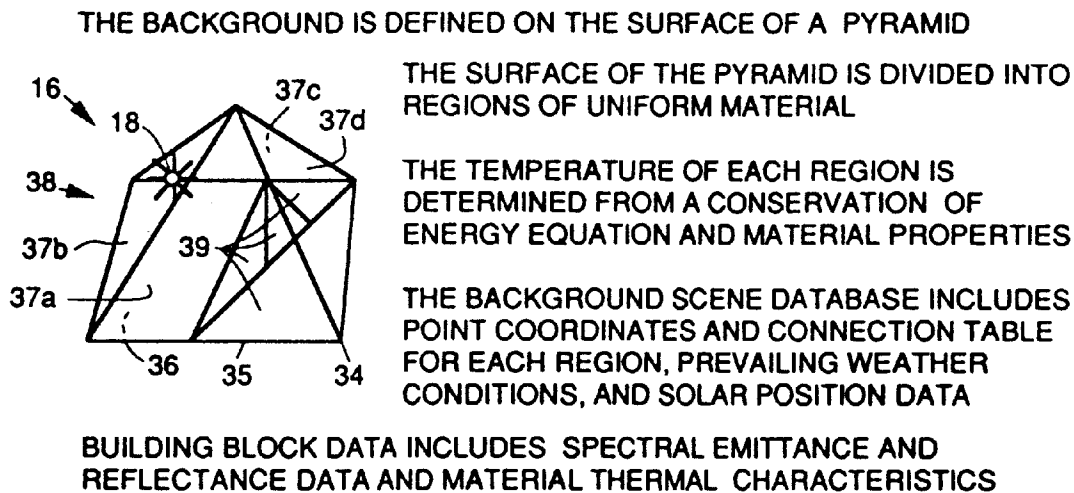 THE BACKGROUND IS DEFINED ON THE SURFACE OF A PYRAMID
THE SURFACE OF THE PYRAMID IS DIVIDED INTO
REGIONS OF UNIFORM MATERIAL
THE TEMPERATURE OF EACH REGION IS
DETERMINED FROM A CONSERVATION OF
ENERGY EQUATION AND MATERIAL PROPERTIES
THE BACKGROUND SCENE DATABASE INCLUDES
POINT COORDINATES AND CONNECTION TABLE
FOR EACH REGION, PREVAILING WEATHER
CONDITIONS, AND SOLAR POSITION DATA
16
37c
18
37d
38
37b
39
37a
36
35
34
BUILDING BLOCK DATA INCLUDES SPECTRAL EMITTANCE AND
REFLECTANCE DATA AND MATERIAL THERMAL CHARACTERISTICS